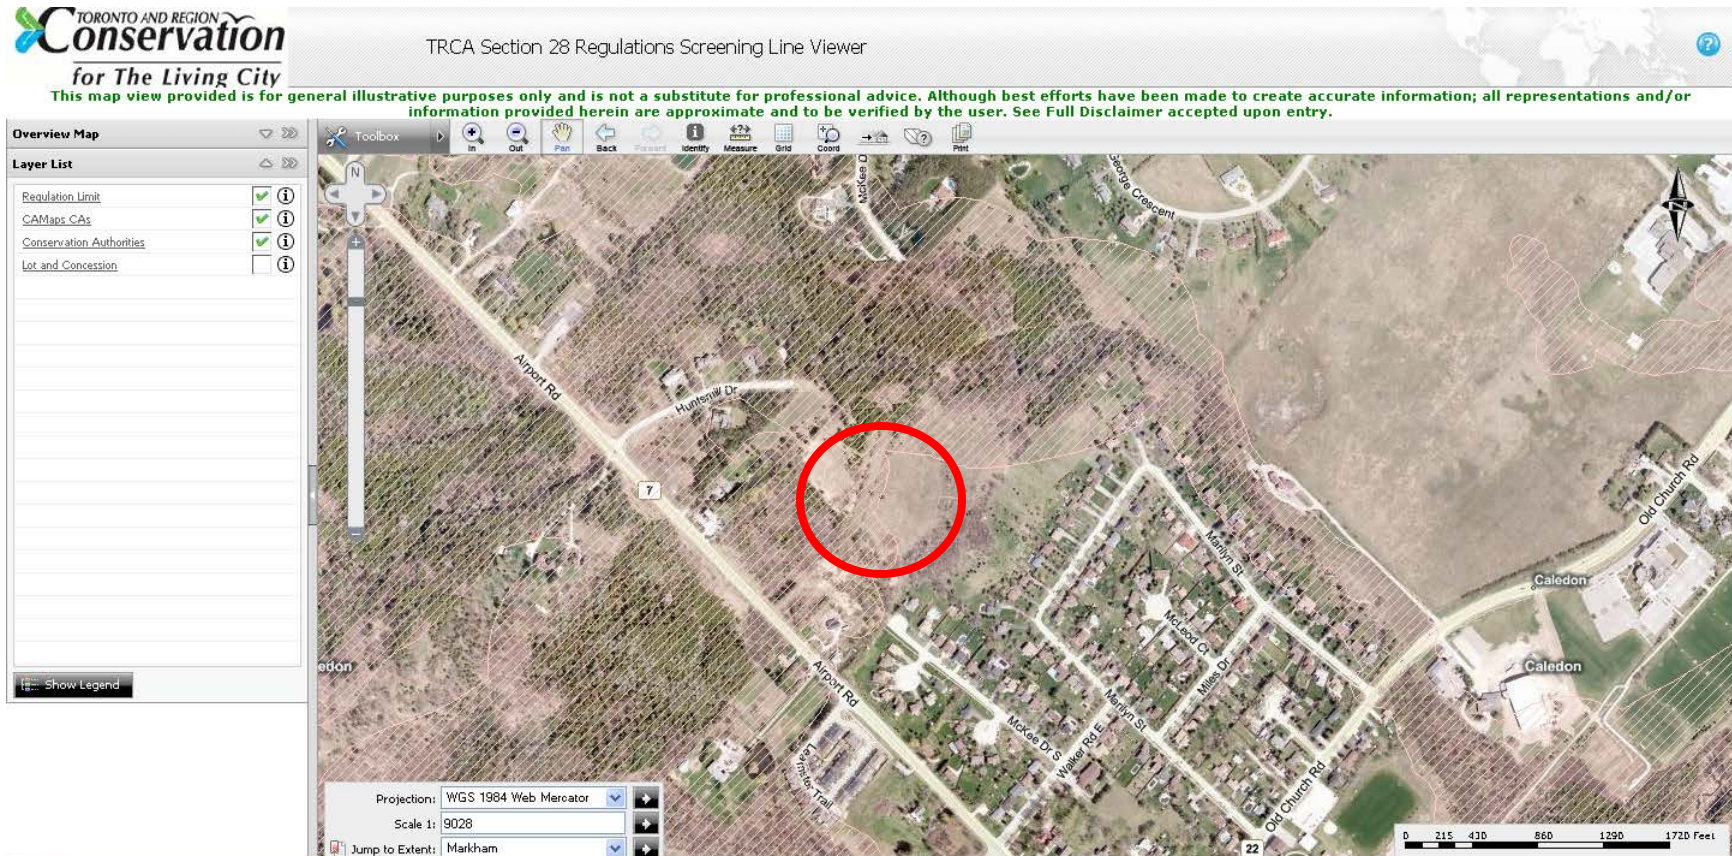 TORONTO AND REGION
Conservation
for The Living City
TRCA Section 28 Regulations Screening Line Viewer
This map view provided is for general illustrative purposes only and is not a substitute for professional advice. Although best efforts have been made to create accurate information; all representations and/or
information provided herein are approximate and to be verified by the user. See Full Disclaimer accepted upon entry.
Overview Map
Toolbox
In
Out
Pan
Back
Forward
Identify
Measure
Grid
Coord
Print
Layer List
Regulation Limit
CAMaps CAs
Conservation Authorities
Lot and Concession
Show Legend
N
N
McKee D
George Crescent
Airport Rd
Huntsmill Dr
7
Old Church Rd
Marilyn St
Caledon
McLeod Ct
Miles Dr
Caledon
edon
Airport Rd
Marilyn St
McKee Dr S
Walker Rd E
Old Church Rd
Trail
22
Projection: WGS 1984 Web Mercator
Scale 1: 9028
Jump to Extent: Markham
0 215 430 860 1290 1720 Feet